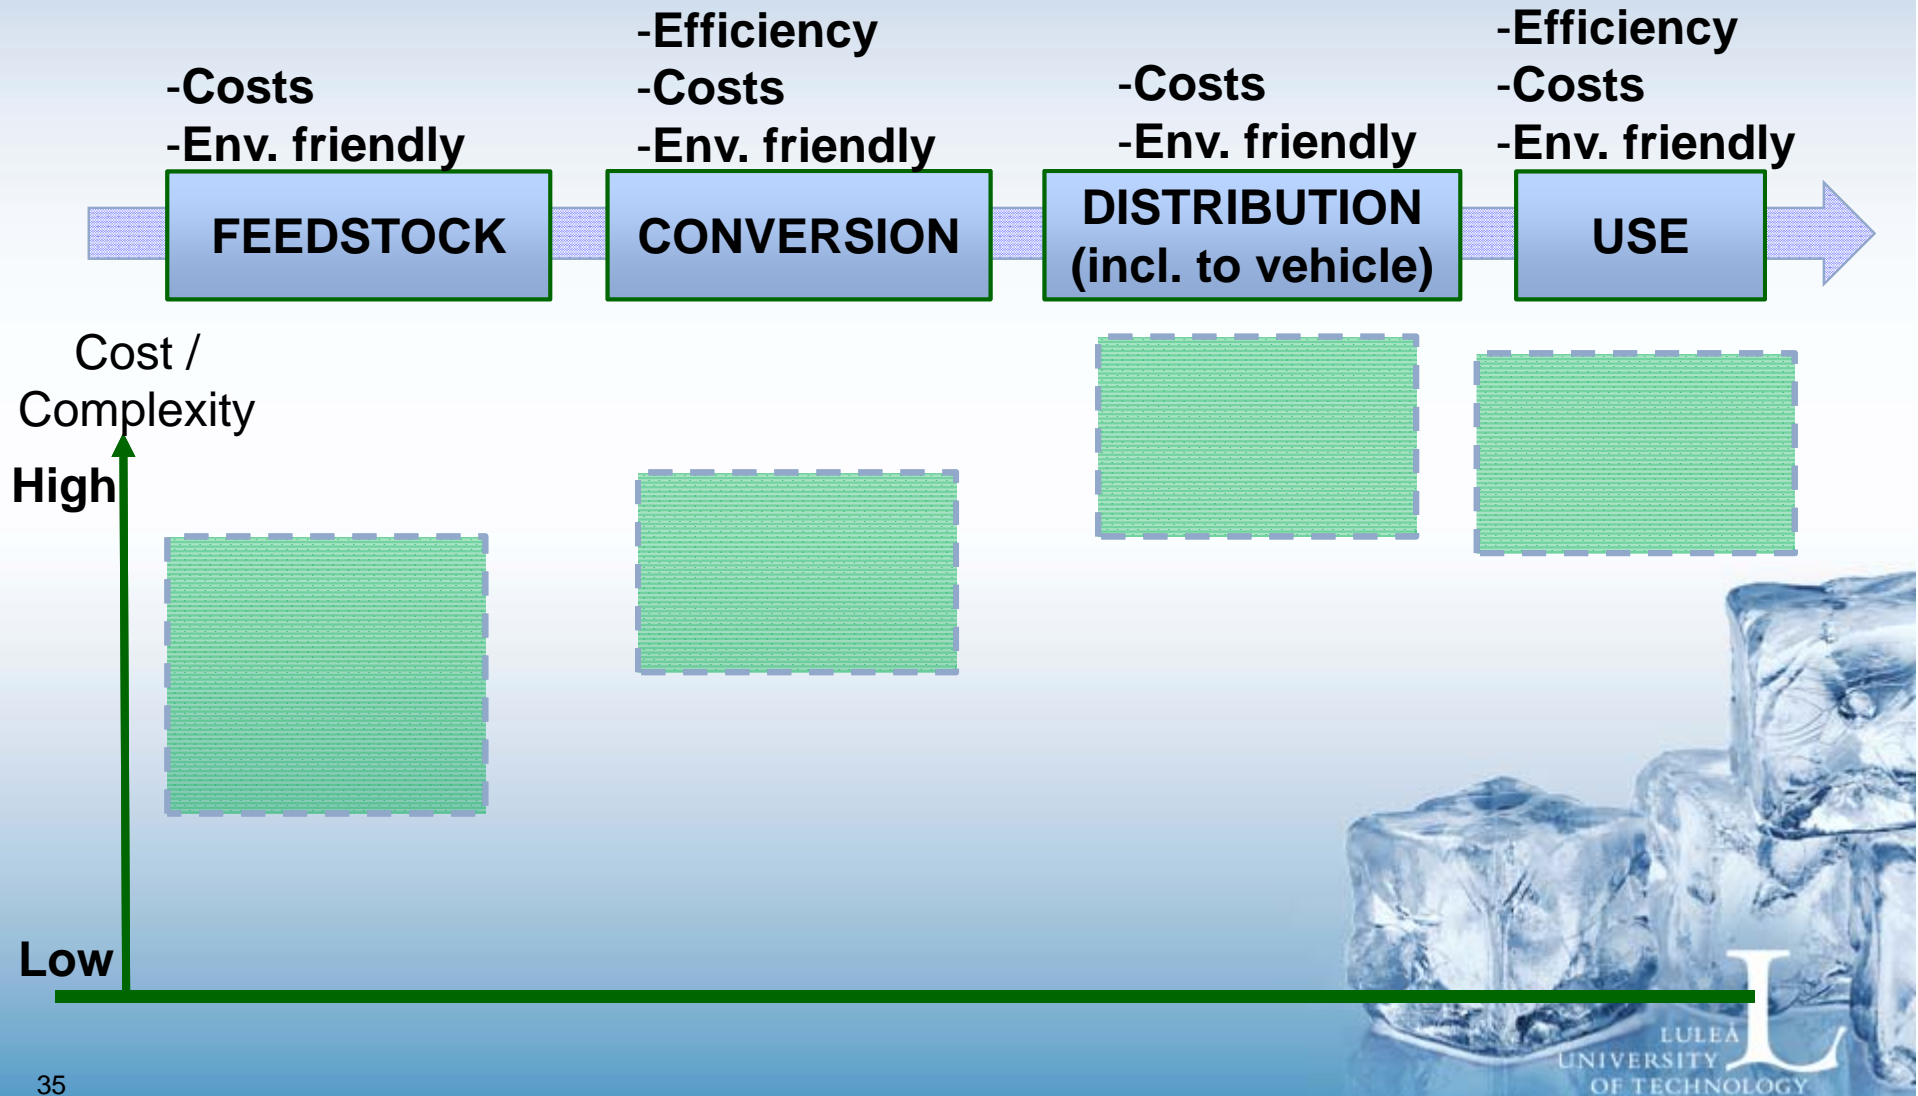 -Costs
-Env. friendly
-Efficiency
-Costs
-Env. friendly
-Costs
-Env. friendly
-Efficiency
-Costs
-Env. friendly
FEEDSTOCK
CONVERSION
DISTRIBUTION
(incl. to vehicle)
USE
Cost /
Complexity
High
Low
35
LULEÅ
UNIVERSITY
OF TECHNOLOGY
L